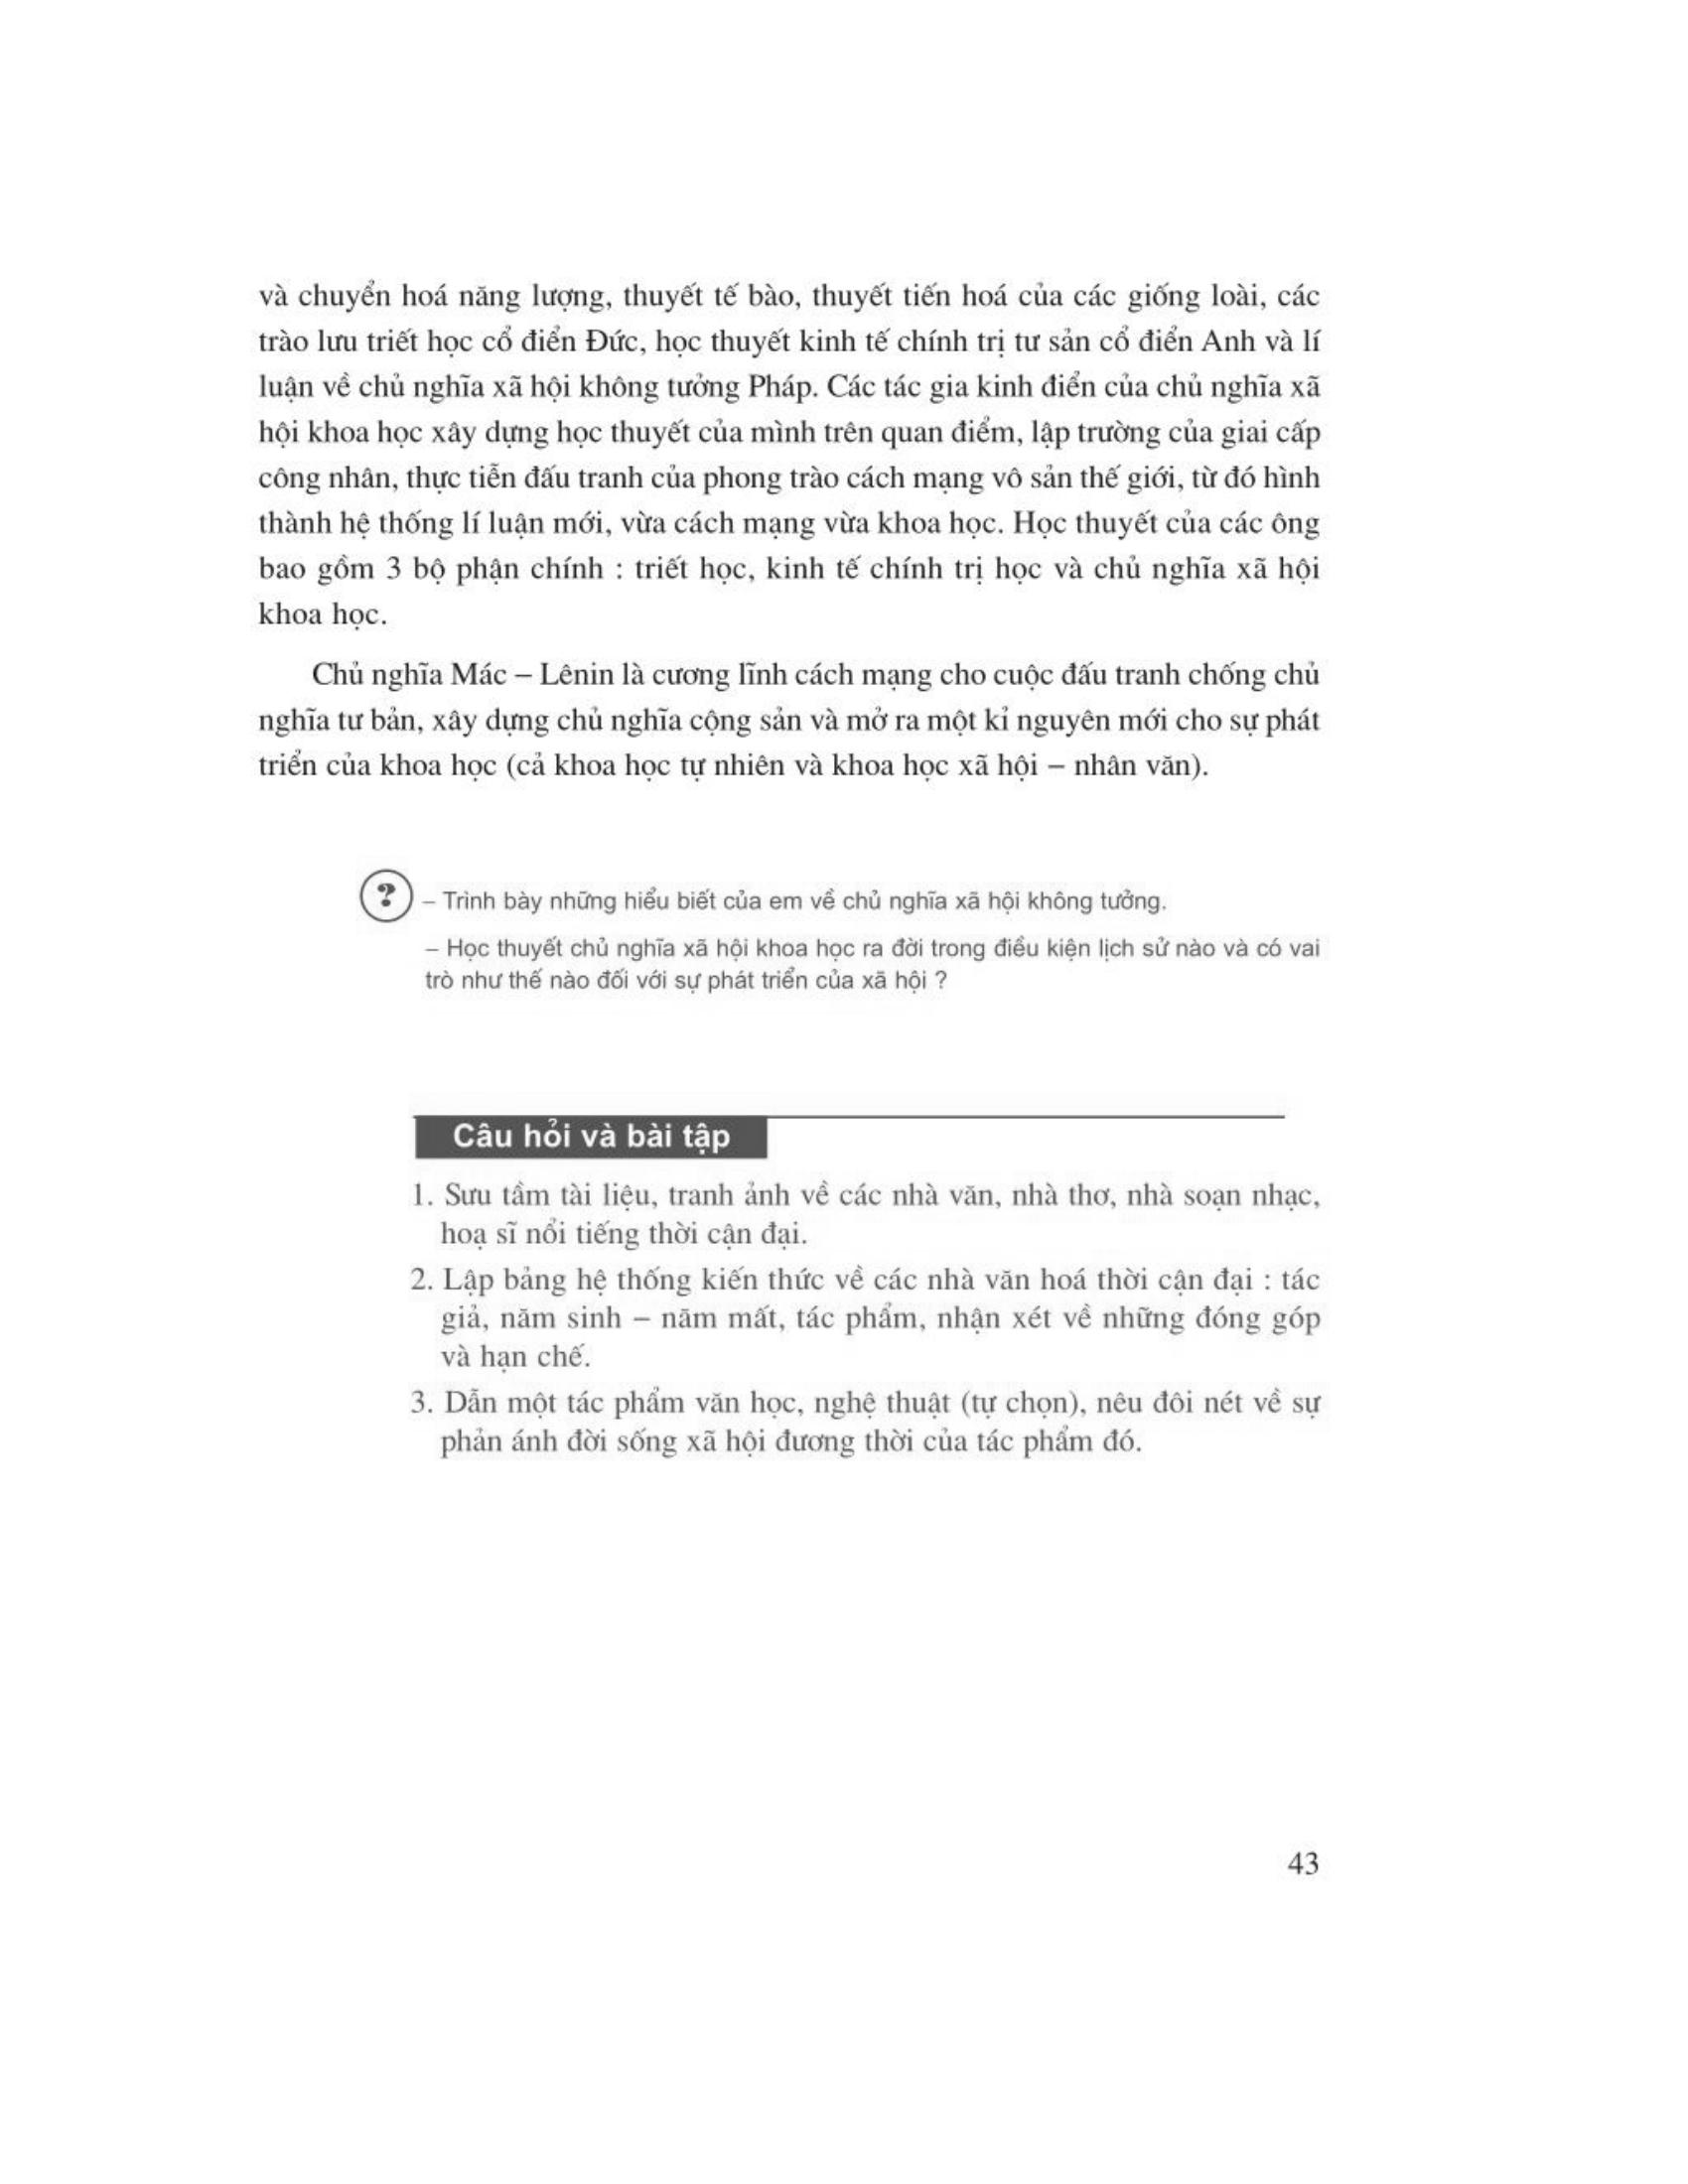 và chuyển hoá năng lượng, thuyết tế bào, thuyết tiến hoá của các giống loài, các
trào lưu triết học cổ điển Đức, học thuyết kinh tế chính trị tư sản cổ điển Anh và lí
luận về chủ nghĩa xã hội không tưởng Pháp. Các tác gia kinh điển của chủ nghĩa xã
hội khoa học xây dựng học thuyết của mình trên quan điểm, lập trường của giai cấp
công nhân, thực tiễn đấu tranh của phong trào cách mạng vô sản thế giới, từ đó hình
thành hệ thống lí luận mới, vừa cách mạng vừa khoa học. Học thuyết của các ông
bao gồm 3 bộ phận chính : triết học, kinh tế chính trị học và chủ nghĩa xã hội
khoa học.
Chủ nghĩa Mác – Lênin là cương lĩnh cách mạng cho cuộc đấu tranh chống chủ
nghĩa tư bản, xây dựng chủ nghĩa cộng sản và mở ra một kỉ nguyên mới cho sự phát
triển của khoa học (cả khoa học tự nhiên và khoa học xã hội – nhân văn).
? – Trình bày những hiểu biết của em về chủ nghĩa xã hội không tưởng.
– Học thuyết chủ nghĩa xã hội khoa học ra đời trong điều kiện lịch sử nào và có vai
trò như thế nào đối với sự phát triển của xã hội ?
Câu hỏi và bài tập
1. Sưu tầm tài liệu, tranh ảnh về các nhà văn, nhà thơ, nhà soạn nhạc,
hoạ sĩ nổi tiếng thời cận đại.
2. Lập bảng hệ thống kiến thức về các nhà văn hoá thời cận đại : tác
giả, năm sinh – năm mất, tác phẩm, nhận xét về những đóng góp
và hạn chế.
3. Dẫn một tác phẩm văn học, nghệ thuật (tự chọn), nêu đôi nét về sự
phản ánh đời sống xã hội đương thời của tác phẩm đó.
43